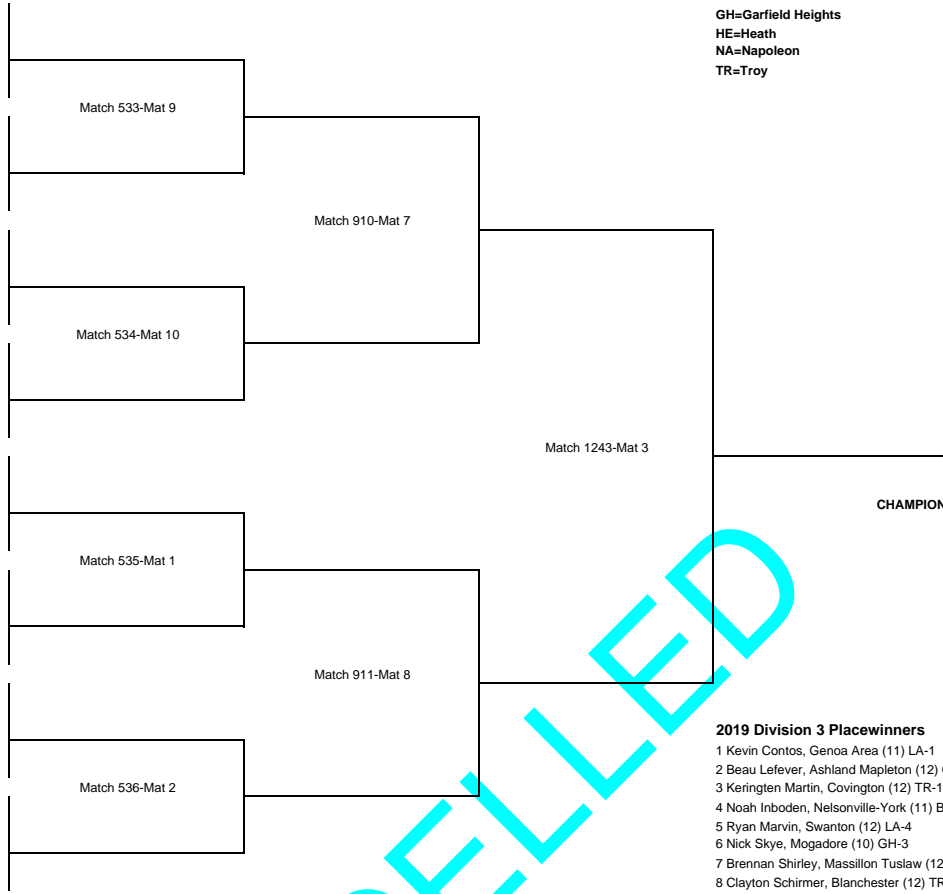 GH=Garfield Heights
HE=Heath
NA=Napoleon
TR=Troy
Match 533-Mat 9
Match 910-Mat 7
Match 534-Mat 10
Match 1243-Mat 3
CHAMPION
Match 535-Mat 1
Match 911-Mat 8
Match 536-Mat 2
2019 Division 3 Placewinners
1 Kevin Contos, Genoa Area (11) LA-1
2 Beau Lefever, Ashland Mapleton (12)
3 Keringten Martin, Covington (12) TR-1
4 Noah Inboden, Nelsonville-York (11) B
5 Ryan Marvin, Swanton (12) LA-4
6 Nick Skye, Mogadore (10) GH-3
7 Brennan Shirley, Massillon Tuslaw (12
8 Clayton Schirmer, Blanchester (12) TR
ELLED